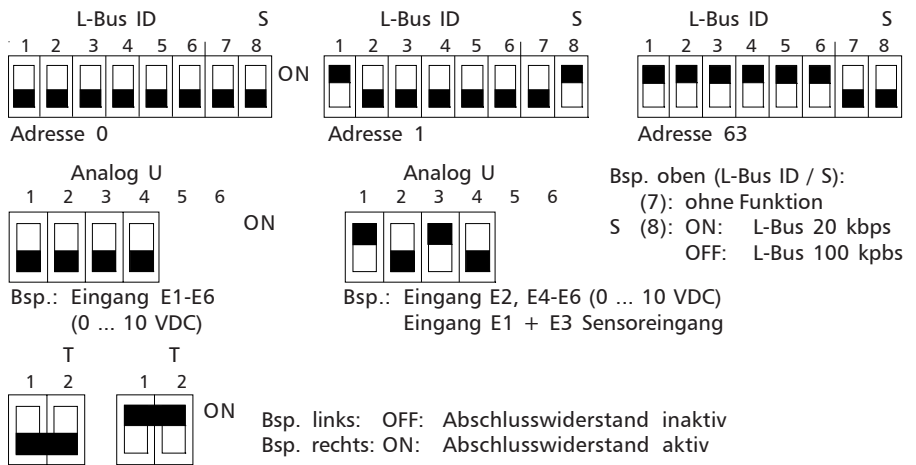 L-Bus ID S L-Bus ID S L-Bus ID S
1 2 3 4 5 6 7 8 1 2 3 4 5 6 7 8 1 2 3 4 5 6 7 8
ON
Adresse 0 Adresse 1 Adresse 63
Analog U Analog U
1 2 3 4 5 6 1 2 3 4 5 6
ON
Bsp.: Eingang E1-E6
(0 ... 10 VDC)
Bsp.: Eingang E2, E4-E6 (0 ... 10 VDC)
Eingang E1 + E3 Sensoreingang
Bsp. oben (L-Bus ID / S):
(7): ohne Funktion
S (8): ON: L-Bus 20 kbps
OFF: L-Bus 100 kpbs
T T
1 2 1 2
ON
Bsp. links: OFF: Abschlusswiderstand inaktiv
Bsp. rechts: ON: Abschlusswiderstand aktiv